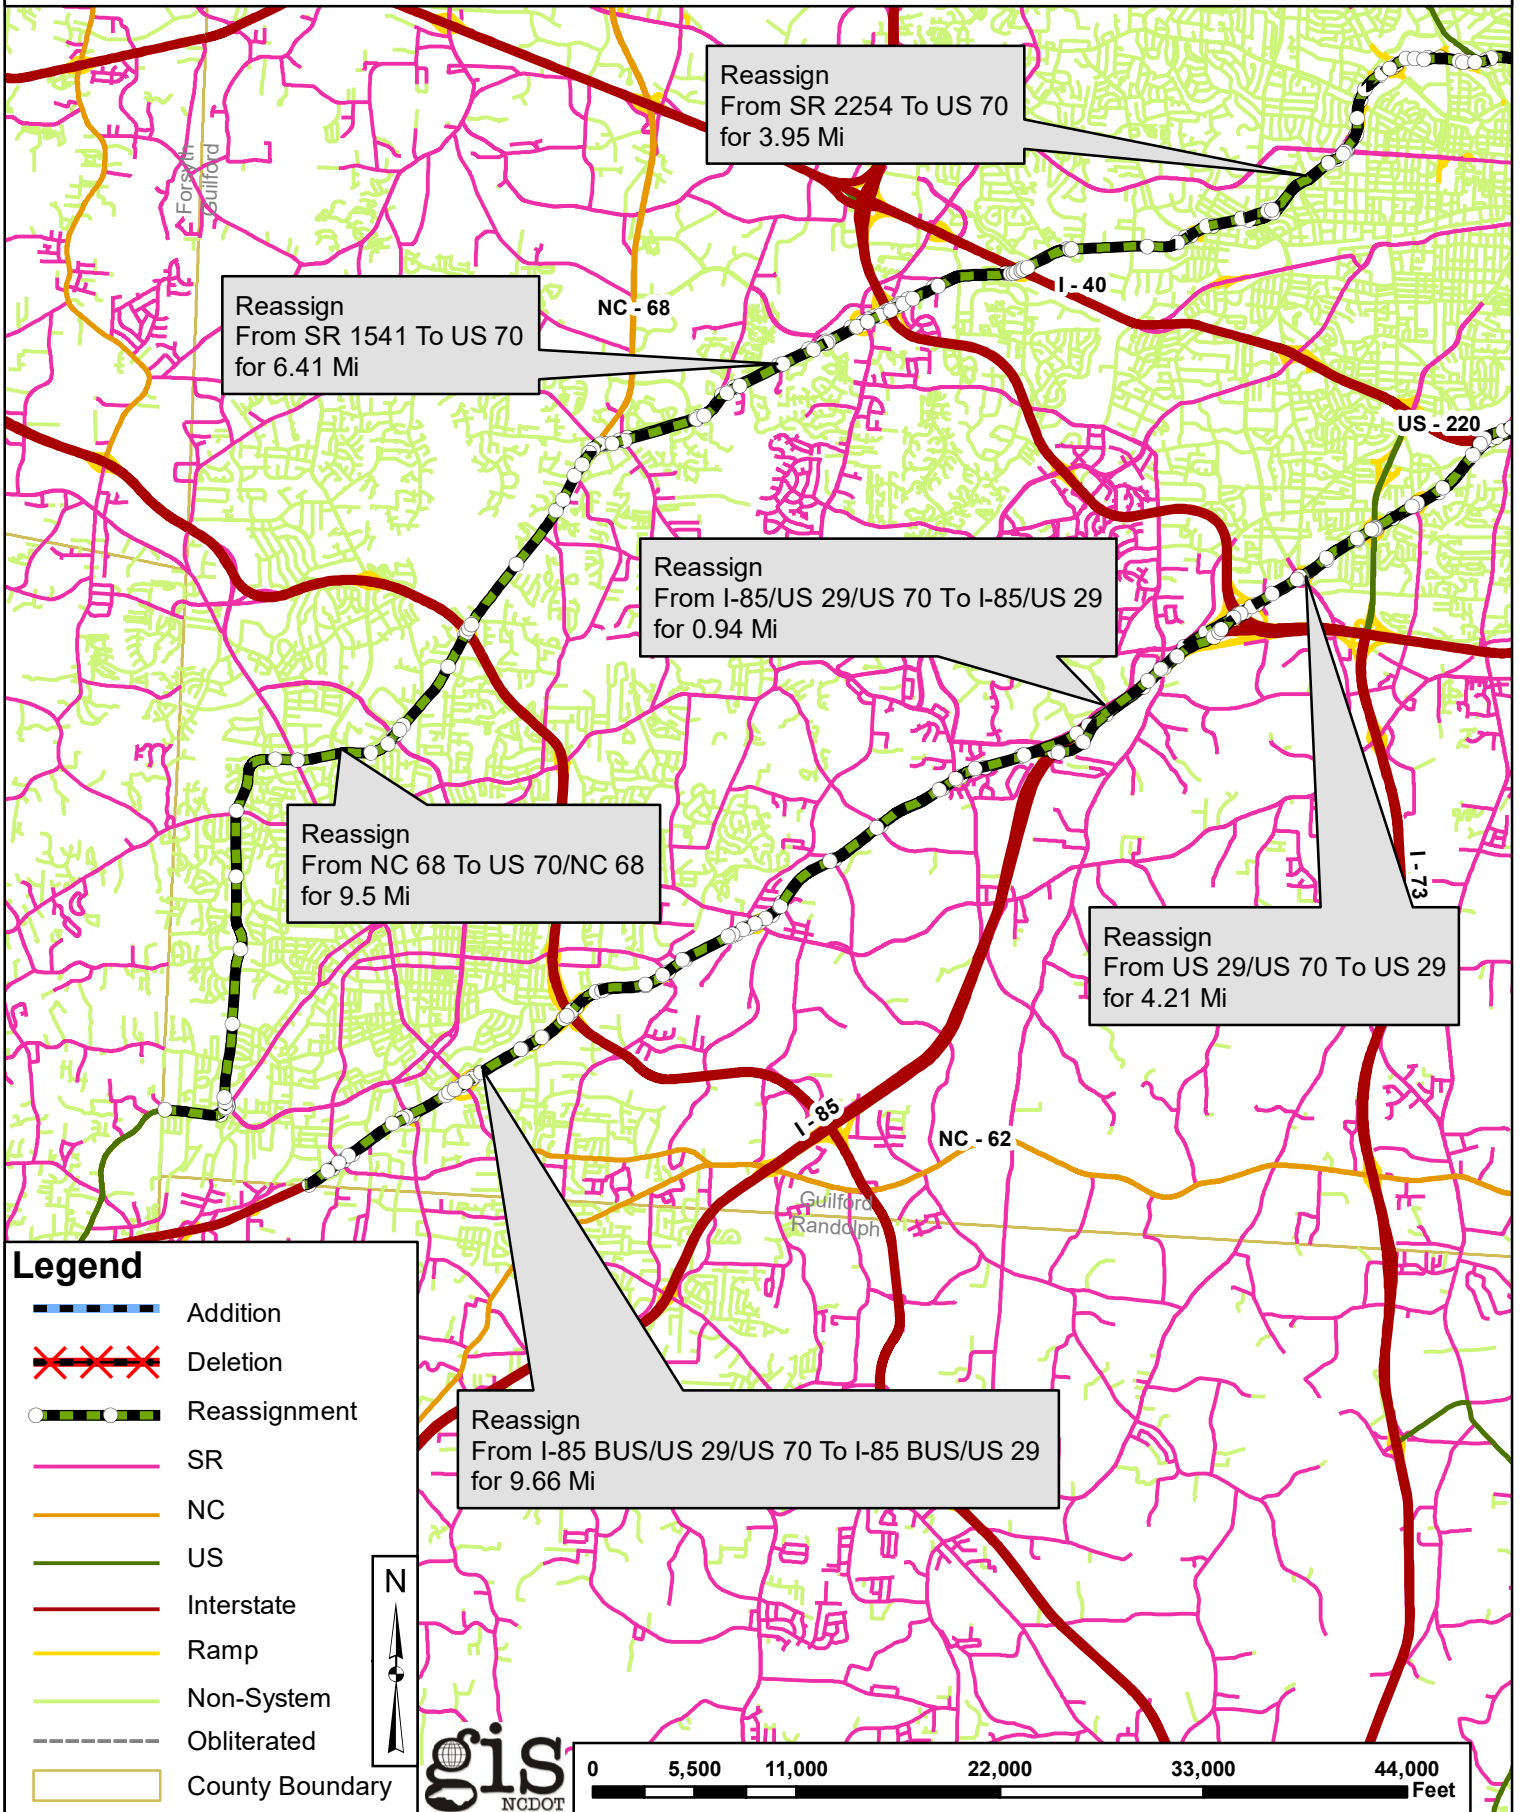 Reassign
From SR 2254 To US 70
for 3.95 Mi
Forsyth
Guilford
I - 40
NC - 68
Reassign
From SR 1541 To US 70
for 6.41 Mi
US - 220
Reassign
From I-85/US 29/US 70 To I-85/US 29
for 0.94 Mi
Reassign
From NC 68 To US 70/NC 68
for 9.5 Mi
I - 73
Reassign
From US 29/US 70 To US 29
for 4.21 Mi
I - 85
NC - 62
Guilford
Randolph
Reassign
From I-85 BUS/US 29/US 70 To I-85 BUS/US 29
for 9.66 Mi
Legend
Addition
Deletion
Reassignment
SR
NC
US
Interstate
Ramp
Non-System
Obliterated
County Boundary
N
gis
NCDOT
0 5,500 11,000 22,000 33,000 44,000
Feet